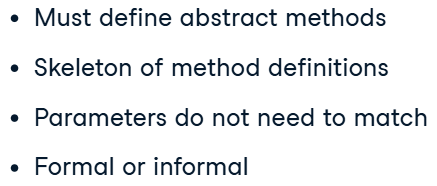 • Must define abstract methods
• Skeleton of method definitions
• Parameters do not need to match
• Formal or informal